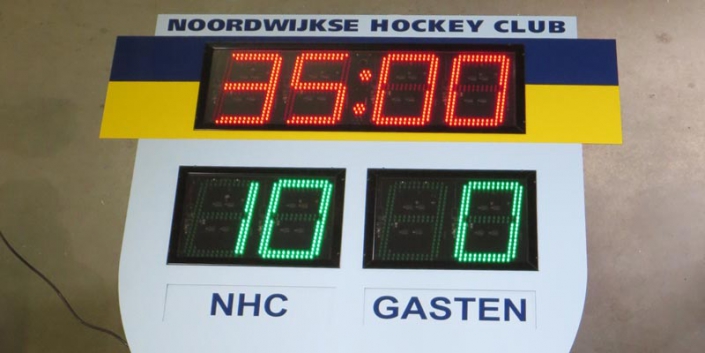 NOORDWIJKSE HOCKEY CLUB
35:00
10 0
NHC GASTEN